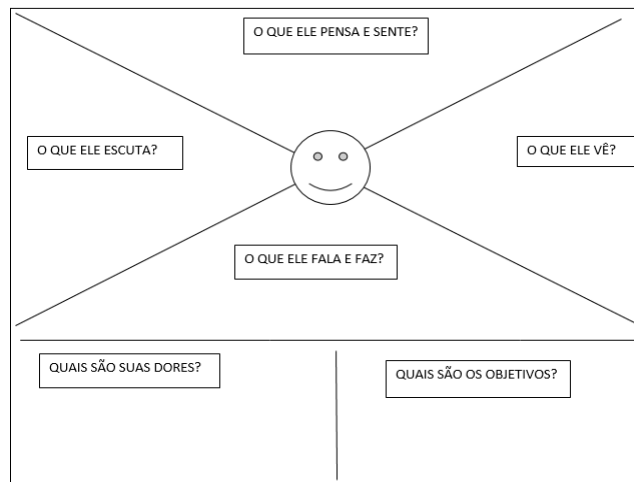 O QUE ELE PENSA E SENTE?
O QUE ELE ESCUTA?
O QUE ELE VÊ?
O QUE ELE FALA E FAZ?
QUAIS SÃO SUAS DORES?
QUAIS SÃO OS OBJETIVOS?